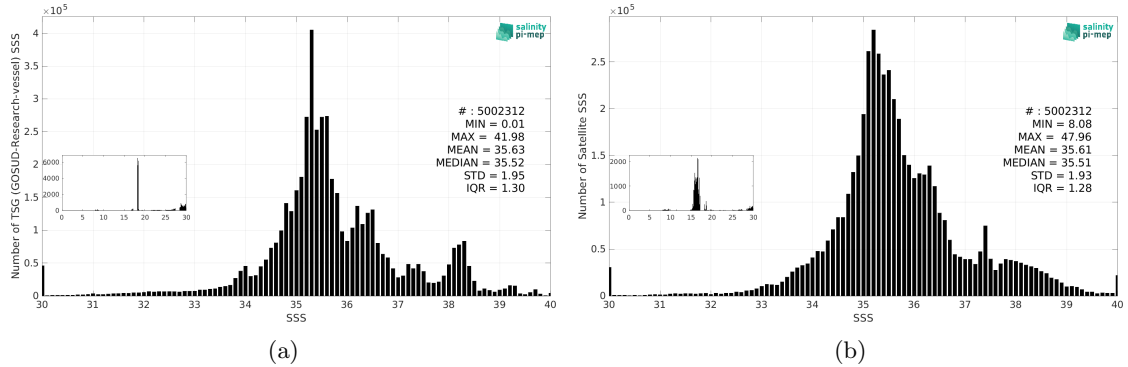 ×10^5
salinity
pi-mep
Number of TSG (GOSUD-Research-vessel) SSS
4
3.5
3
2.5
2
1.5
1
0.5
0
# : 5002312
MIN = 0.01
MAX = 41.98
MEAN = 35.63
MEDIAN = 35.52
STD = 1.95
IQR = 1.30
6000
4000
2000
0
0 5 10 15 20 25 30
30 31 32 33 34 35 36 37 38 39 40
SSS
(a)
×10^5
salinity
pi-mep
Number of Satellite SSS
2.5
2
1.5
1
0.5
0
# : 5002312
MIN = 8.08
MAX = 47.96
MEAN = 35.61
MEDIAN = 35.51
STD = 1.93
IQR = 1.28
2000
1000
0
0 5 10 15 20 25 30
30 31 32 33 34 35 36 37 38 39 40
SSS
(b)